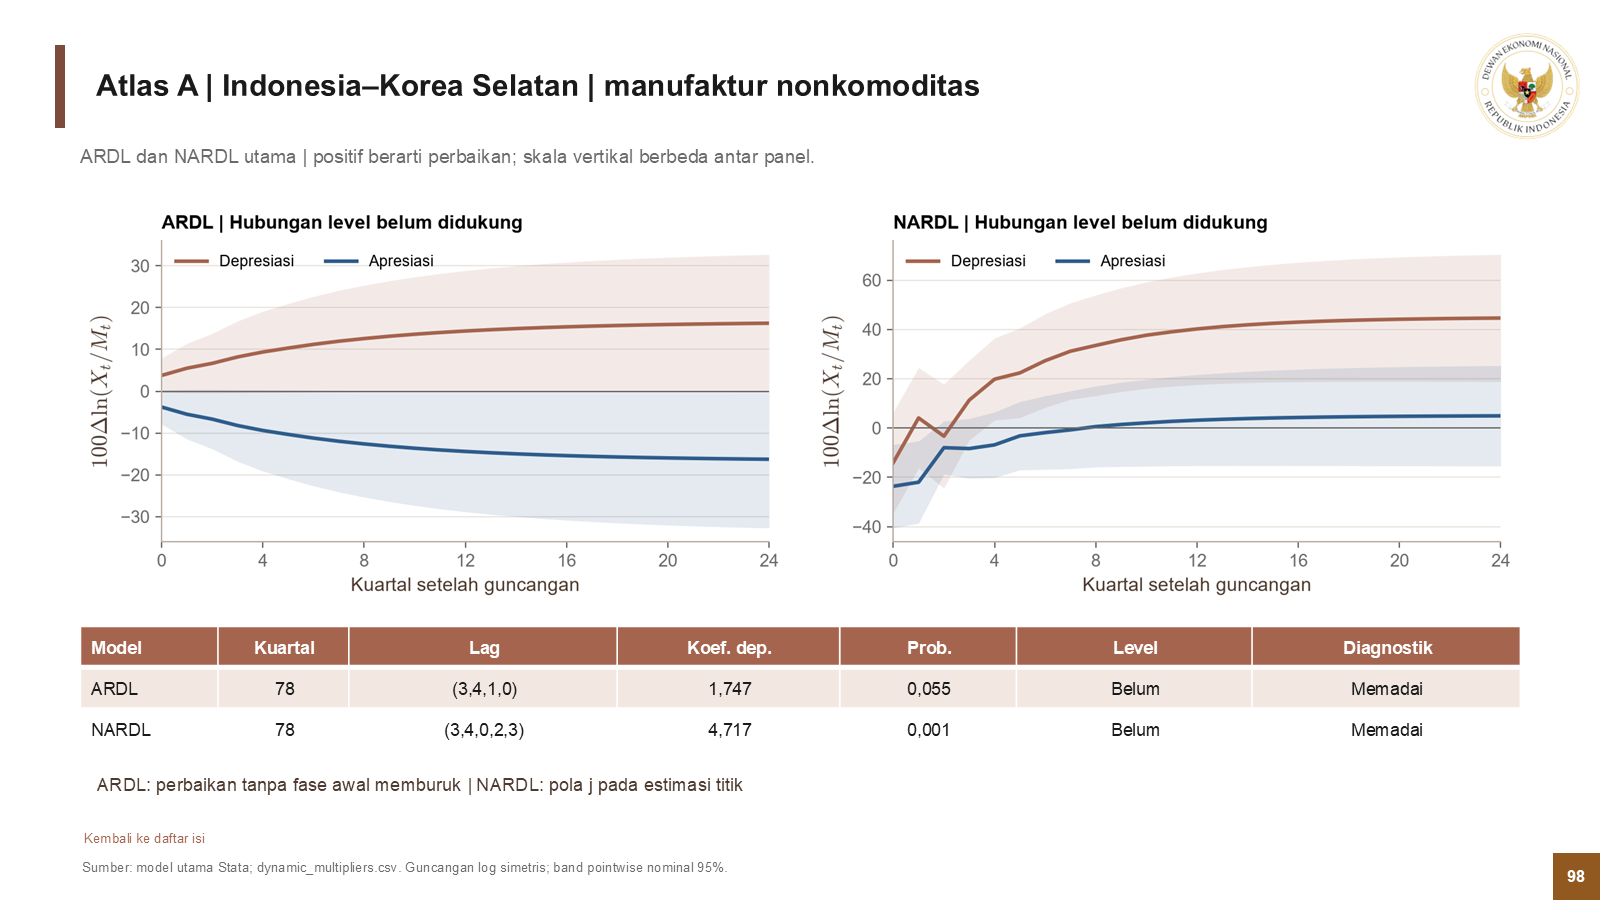 Atlas A | Indonesia–Korea Selatan | manufaktur nonkomoditas
DEWAN EKONOMI NASIONAL
REPUBLIK INDONESIA
ARDL dan NARDL utama | positif berarti perbaikan; skala vertikal berbeda antar panel.
ARDL | Hubungan level belum didukung
Depresiasi Apresiasi
30
20
10
0
−10
−20
−30
100Δln(Xt/Mt)
0 4 8 12 16 20 24
Kuartal setelah guncangan
NARDL | Hubungan level belum didukung
Depresiasi Apresiasi
60
40
20
0
−20
−40
100Δln(Xt/Mt)
0 4 8 12 16 20 24
Kuartal setelah guncangan
Model Kuartal Lag Koef. dep. Prob. Level Diagnostik
ARDL 78 (3,4,1,0) 1,747 0,055 Belum Memadai
NARDL 78 (3,4,0,2,3) 4,717 0,001 Belum Memadai
ARDL: perbaikan tanpa fase awal memburuk | NARDL: pola j pada estimasi titik
Kembali ke daftar isi
Sumber: model utama Stata; dynamic_multipliers.csv. Guncangan log simetris; band pointwise nominal 95%.
98